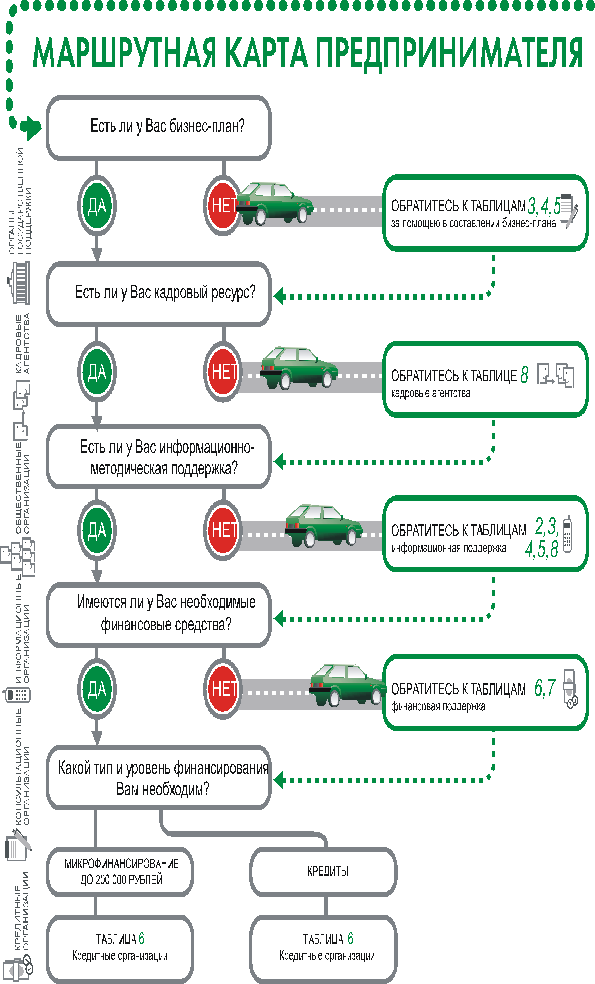 МАРШРУТНАЯ КАРТА ПРЕДПРИНИМАТЕЛЯ
Есть ли у Вас бизнес-план?
ДА
НЕТ
ОБРАТИТЕСЬ К ТАБЛИЦАМ 3, 4, 5
за помощью в составлении бизнес-плана
Есть ли у Вас кадровый ресурс?
ДА
НЕТ
ОБРАТИТЕСЬ К ТАБЛИЦЕ 8
кадровые агентства
Есть ли у Вас информационно-
методическая поддержка?
ДА
НЕТ
ОБРАТИТЕСЬ К ТАБЛИЦАМ 2,3,
4,5,8
информационная поддержка
Имеются ли у Вас необходимые
финансовые средства?
ДА
НЕТ
ОБРАТИТЕСЬ К ТАБЛИЦАМ 6,7
финансовая поддержка
Какой тип и уровень финансирования
Вам необходим?
МИКРОФИНАНСИРОВАНИЕ
ДО 250 000 РУБЛЕЙ
КРЕДИТЫ
ТАБЛИЦА 6
Кредитные организации
ТАБЛИЦА 6
Кредитные организации
ОРГАНЫ
ГОСУДАРСТВЕННОЙ
ПОДДЕРЖКИ
КАДРОВЫЕ
АГЕНТСТВА
ОБЩЕСТВЕННЫЕ
ОРГАНИЗАЦИИ
ИНФОРМАЦИОННЫЕ
ОРГАНИЗАЦИИ
КОНСУЛЬТАЦИОННЫЕ
ОРГАНИЗАЦИИ
КРЕДИТНЫЕ
ОРГАНИЗАЦИИ